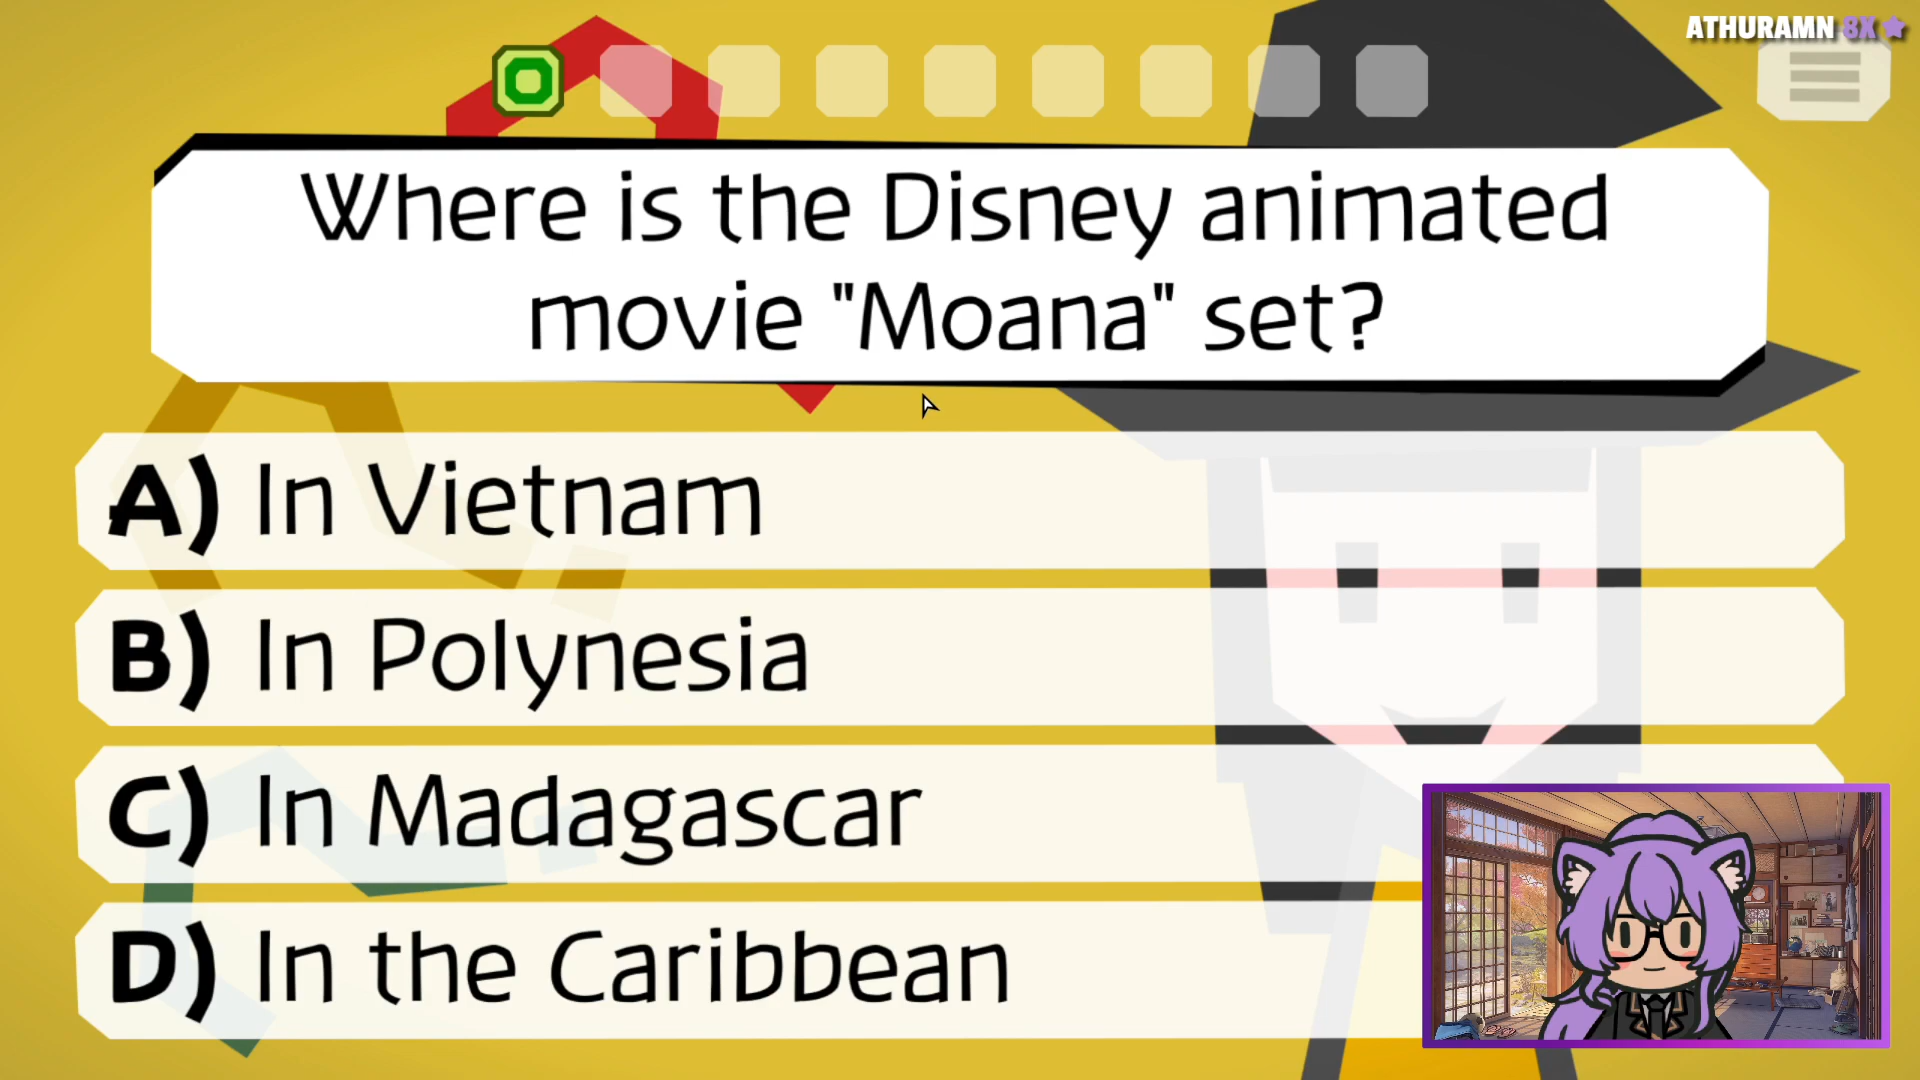 ATHURAMN 8X
Where is the Disney animated
movie "Moana" set?
A) In Vietnam
B) In Polynesia
C) In Madagascar
D) In the Caribbean